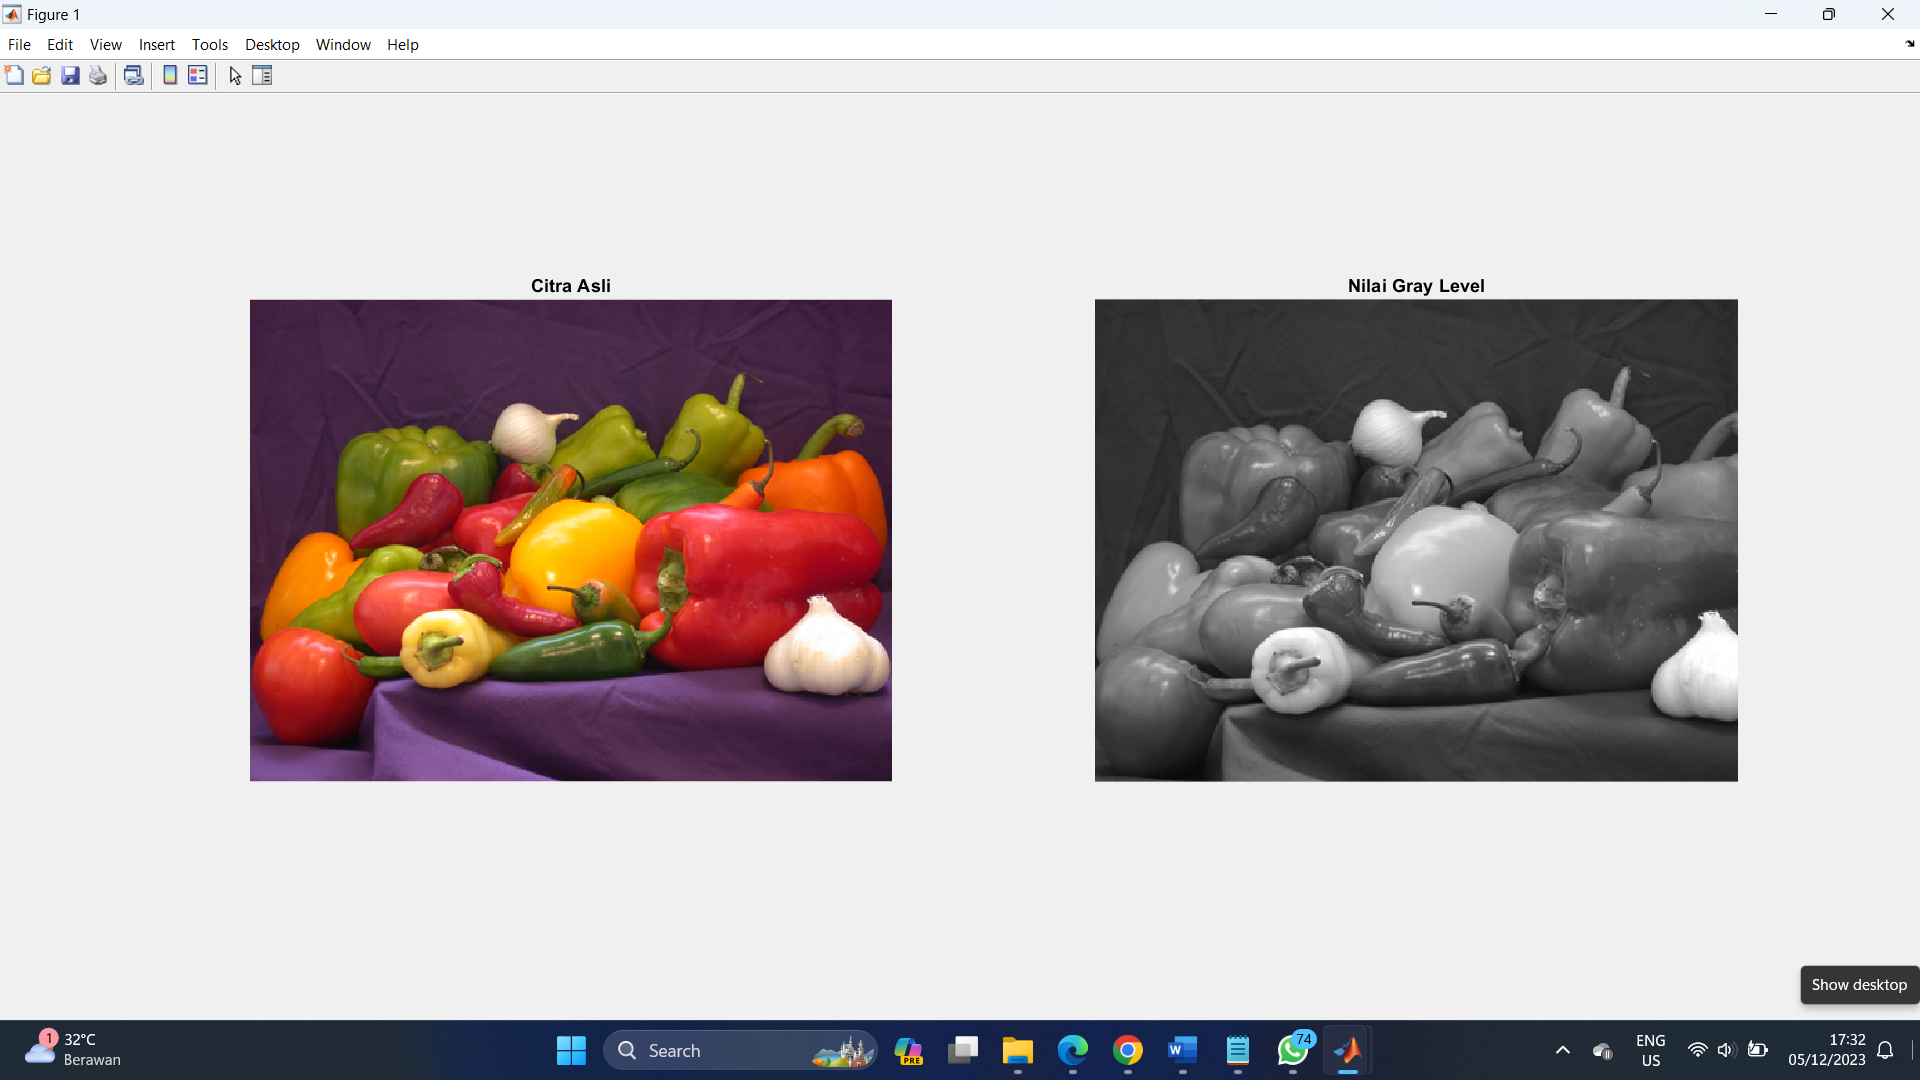 Figure 1
File Edit View Insert Tools Desktop Window Help
Citra Asli
Nilai Gray Level
Show desktop
1
32°C
Berawan
Search
PRE
W
74
ENG
US
17:32
05/12/2023